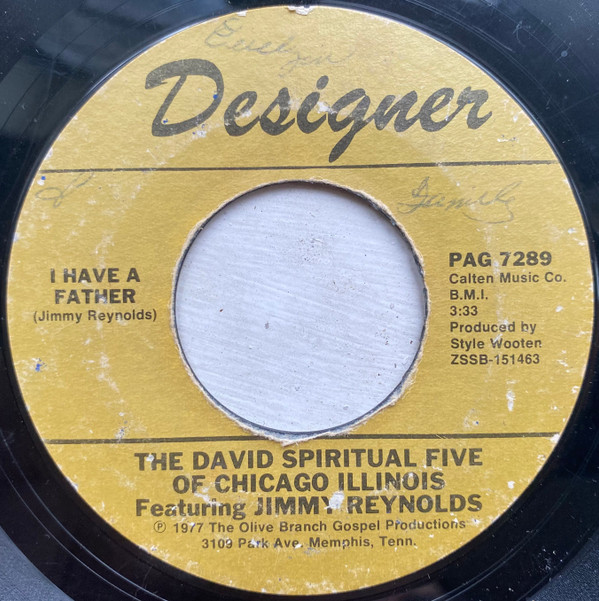 Designer
I HAVE A
FATHER
(Jimmy Reynolds)
PAG 7289
Calten Music Co.
B.M.I.
3:33
Produced by
Style Wooten
ZSSB-151463
THE DAVID SPIRITUAL FIVE
OF CHICAGO ILLINOIS
Featuring JIMMY REYNOLDS
℗ 1977 The Olive Branch Gospel Productions
3109 Park Ave. Memphis, Tenn.